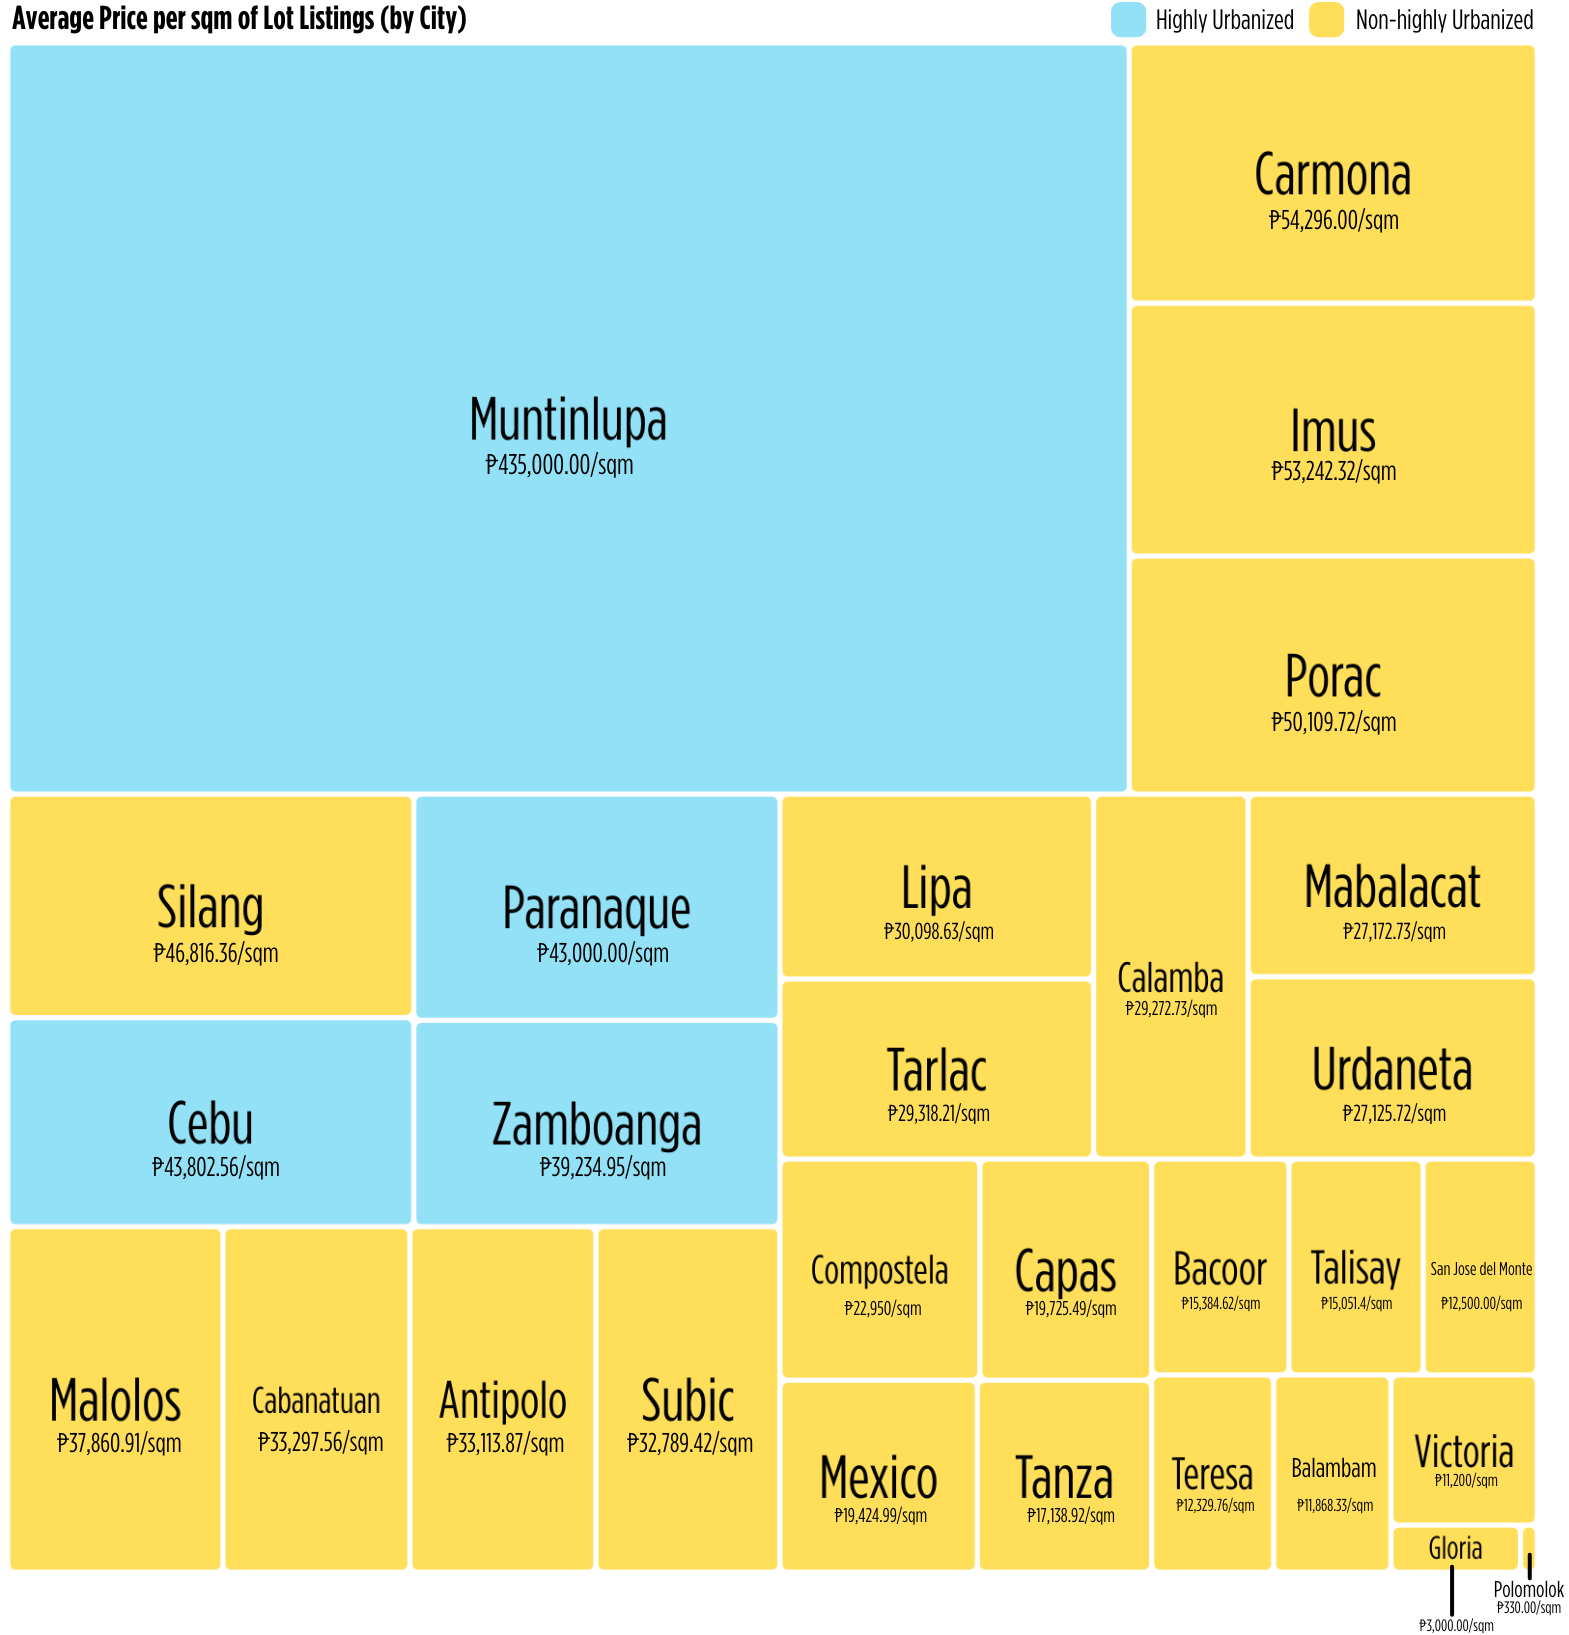 Average Price per sqm of Lot Listings (by City)
Highly Urbanized
Non-highly Urbanized
Muntinlupa
₱435,000.00/sqm
Carmona
₱54,296.00/sqm
Imus
₱53,242.32/sqm
Porac
₱50,109.72/sqm
Silang
₱46,816.36/sqm
Paranaque
₱43,000.00/sqm
Cebu
₱43,802.56/sqm
Zamboanga
₱39,234.95/sqm
Malolos
₱37,860.91/sqm
Cabanatuan
₱33,297.56/sqm
Antipolo
₱33,113.87/sqm
Subic
₱32,789.42/sqm
Lipa
₱30,098.63/sqm
Tarlac
₱29,318.21/sqm
Calamba
₱29,272.73/sqm
Mabalacat
₱27,172.73/sqm
Urdaneta
₱27,125.72/sqm
Compostela
₱22,950/sqm
Capas
₱19,725.49/sqm
Bacoor
₱15,384.62/sqm
Talisay
₱15,051.4/sqm
San Jose del Monte
₱12,500.00/sqm
Mexico
₱19,424.99/sqm
Tanza
₱17,138.92/sqm
Teresa
₱12,329.76/sqm
Balambam
₱11,868.33/sqm
Victoria
₱11,200/sqm
Gloria
₱3,000.00/sqm
Polomolok
₱330.00/sqm